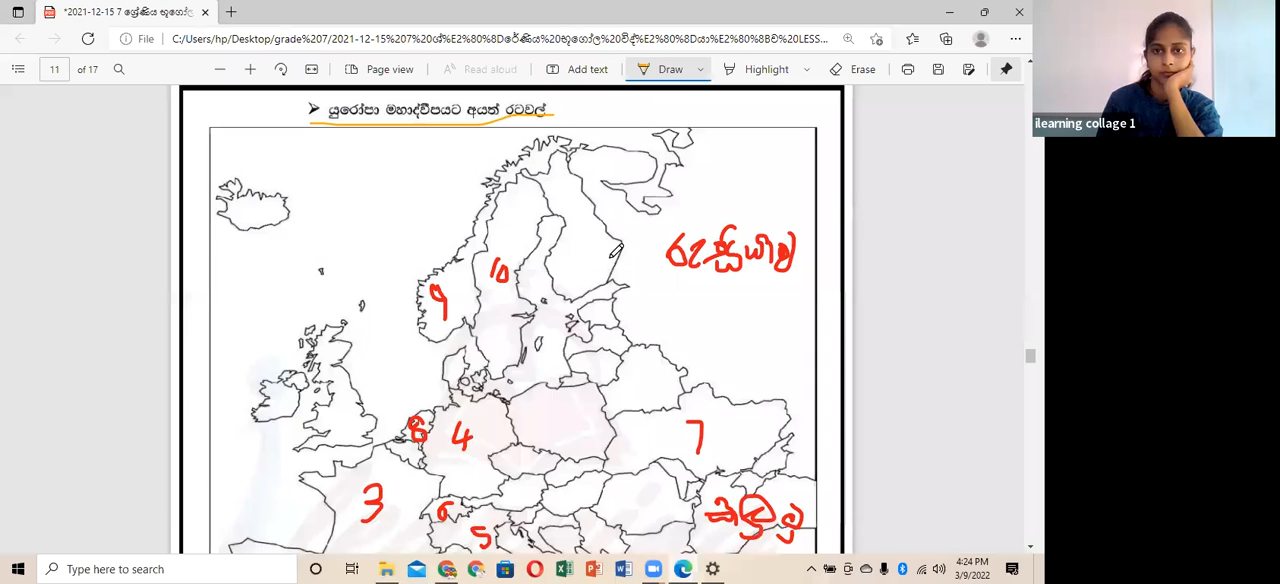 *2021-12-15 7 ශ්‍රේණිය භූගෝල
File
C:/Users/hp/Desktop/grade%207/2021-12-15%207%20ශ්%E2%80%8Dරේණිය%20භූගෝල%20විද්%E2%80%8Dයා%E2%80%8Bව%20LESS...
11 of 17
Page view
Read aloud
Add text
Draw
Highlight
Erase
ilearning collage 1
➤ යුරෝපා මහාද්වීපයට අයත් රටවල්
රුසියාව
10
9
8 4 7
3
6
5
Type here to search
4:24 PM
3/9/2022